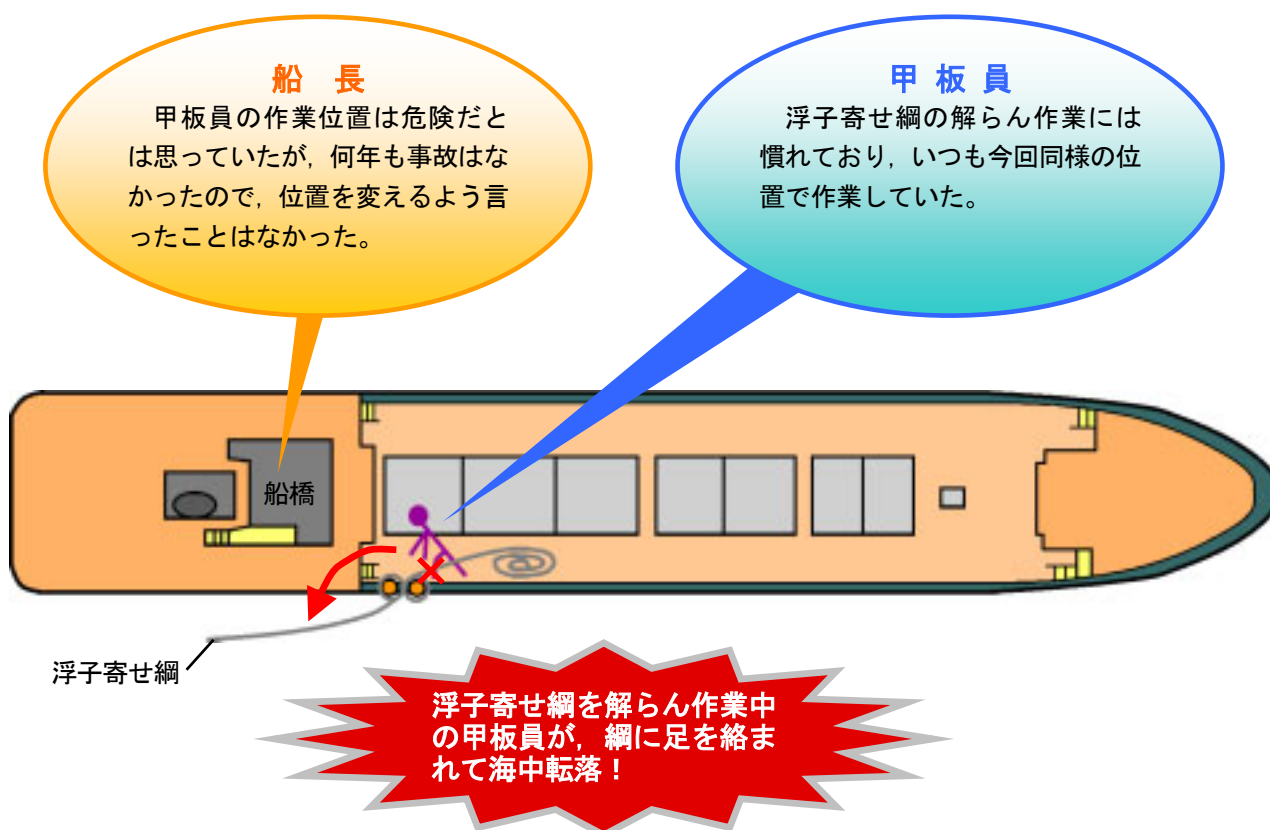 船　長
甲板員の作業位置は危険だと
は思っていたが，何年も事故はな
かったので，位置を変えるよう言
ったことはなかった。
甲 板 員
浮子寄せ綱の解らん作業には
慣れており，いつも今回同様の位
置で作業していた。
船橋
浮子寄せ綱
浮子寄せ綱を解らん作業中
の甲板員が，綱に足を絡ま
れて海中転落！